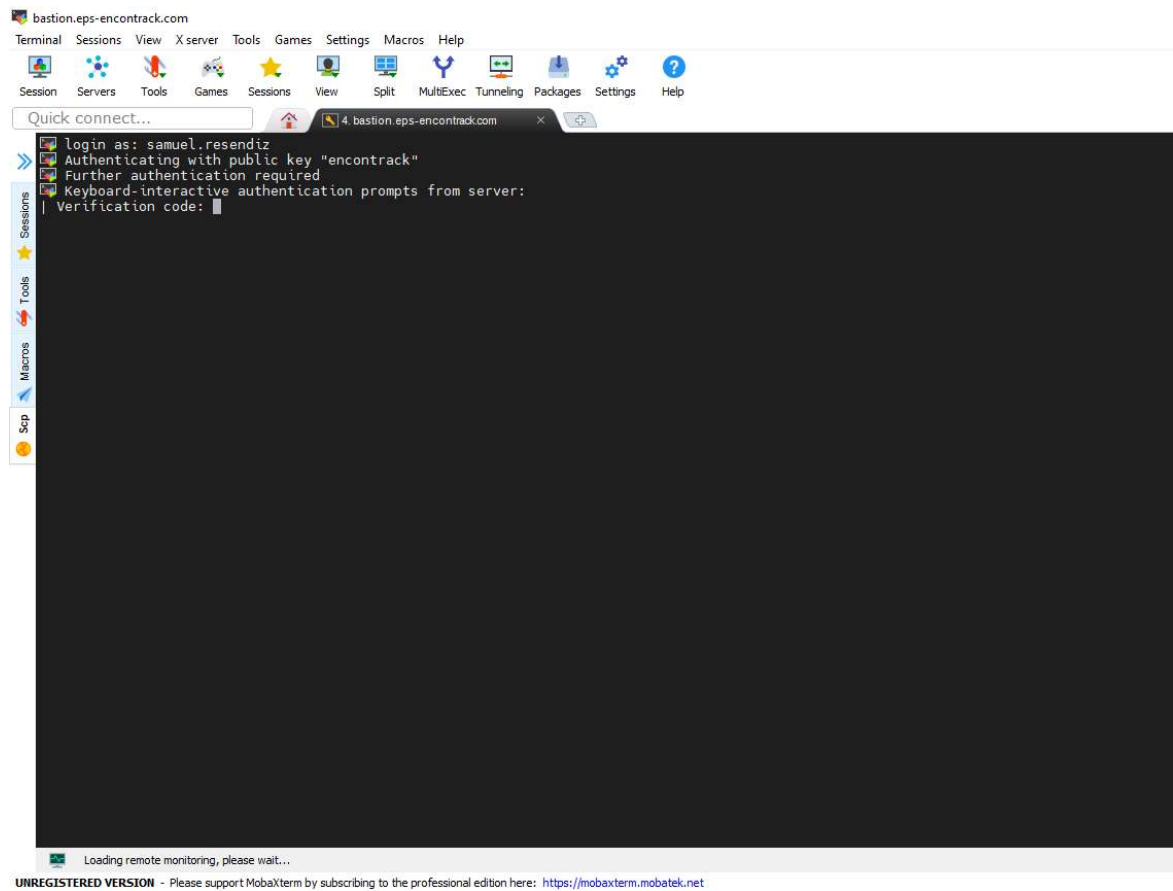 bastion.eps-encontrack.com
Terminal Sessions View X server Tools Games Settings Macros Help
Session Servers Tools Games Sessions View Split MultiExec Tunneling Packages Settings Help
Quick connect...
4. bastion.eps-encontrack.com
login as: samuel.resendiz
Authenticating with public key "encontrack"
Further authentication required
Keyboard-interactive authentication prompts from server:
| Verification code:
Sessions
Tools
Macros
Scp
Loading remote monitoring, please wait...
UNREGISTERED VERSION - Please support MobaXterm by subscribing to the professional edition here: https://mobaxterm.mobatek.net